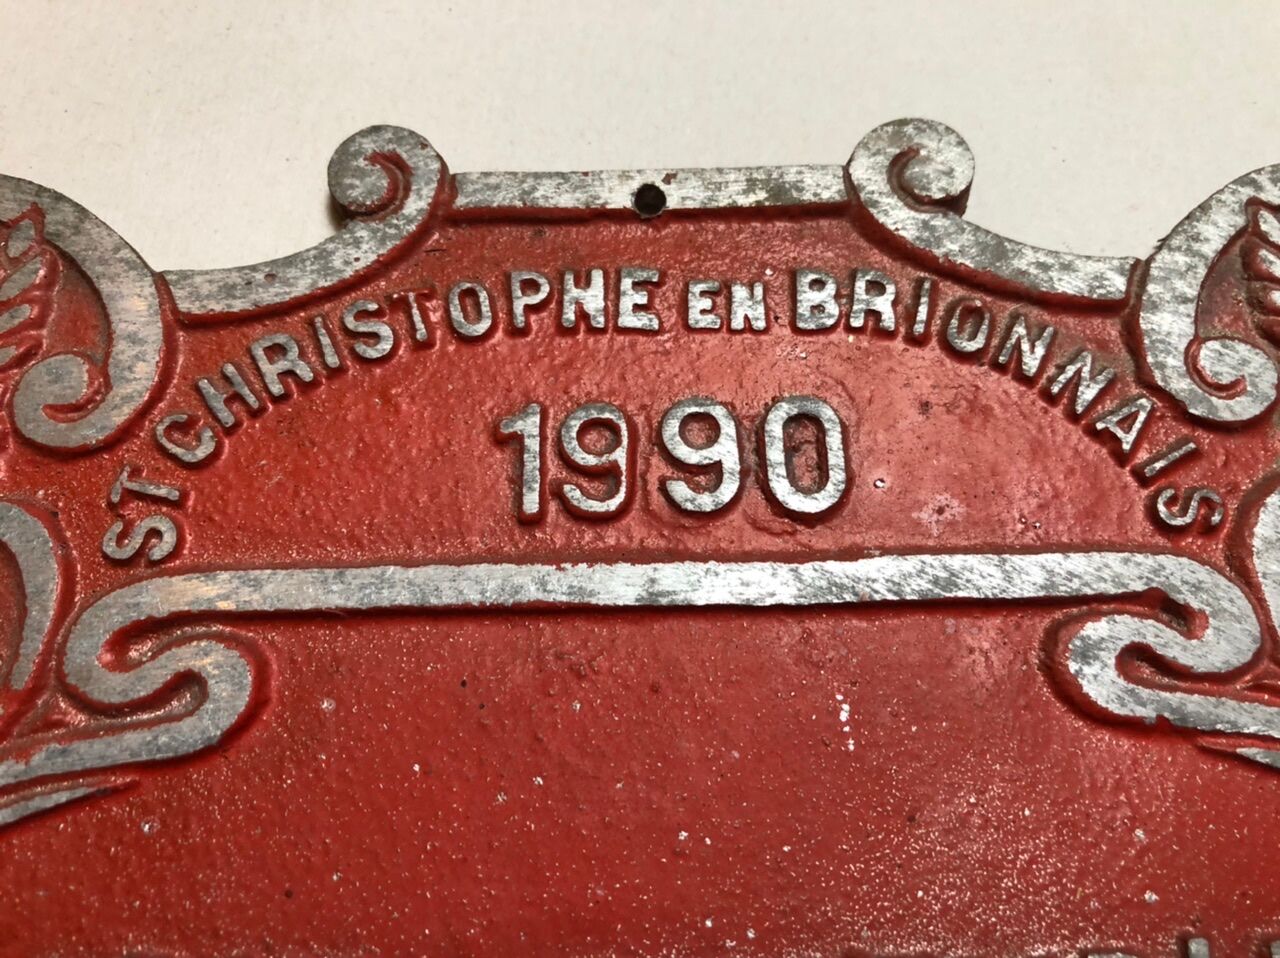 ST CHRISTOPHE EN BRIONNAIS
1990